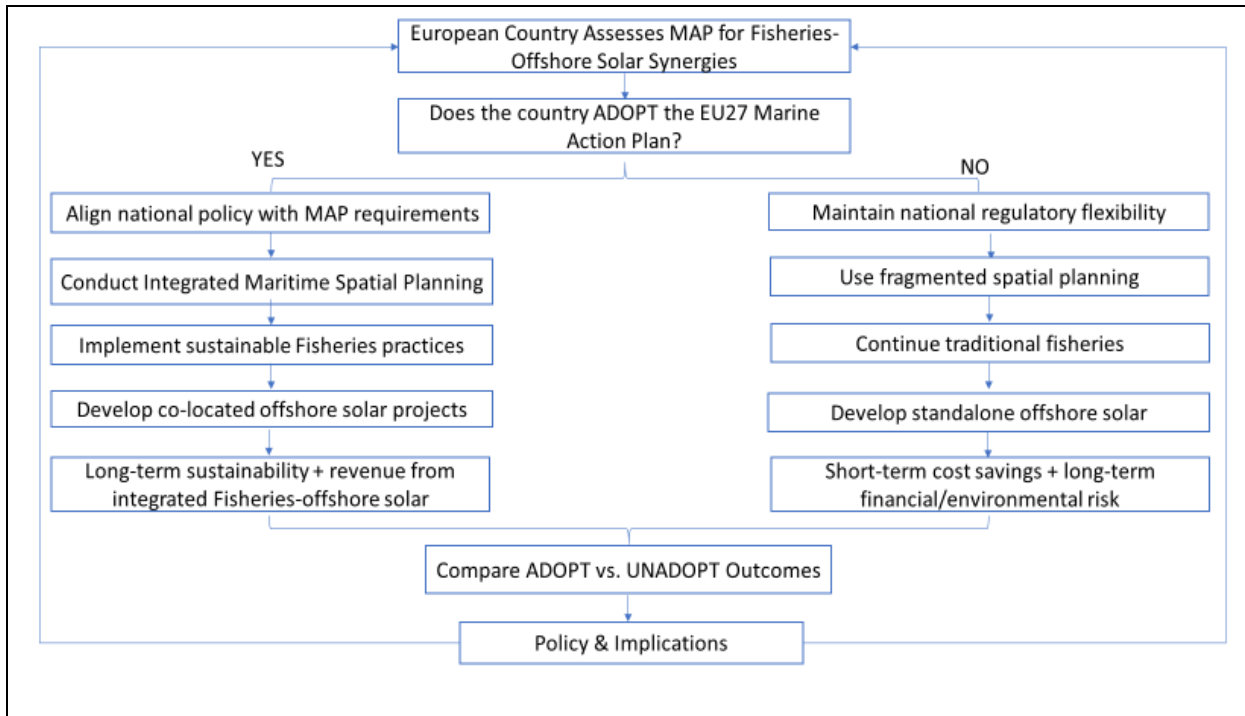 European Country Assesses MAP for Fisheries-
Offshore Solar Synergies
Does the country ADOPT the EU27 Marine
Action Plan?
YES
NO
Align national policy with MAP requirements
Conduct Integrated Maritime Spatial Planning
Implement sustainable Fisheries practices
Develop co-located offshore solar projects
Long-term sustainability + revenue from
integrated Fisheries-offshore solar
Maintain national regulatory flexibility
Use fragmented spatial planning
Continue traditional fisheries
Develop standalone offshore solar
Short-term cost savings + long-term
financial/environmental risk
Compare ADOPT vs. UNADOPT Outcomes
Policy & Implications